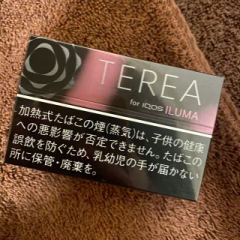 TEREA
for IQOS ILUMA
加熱式たばこの煙(蒸気)は、子供の健康
への悪影響が否定できません。たばこの
誤飲を防ぐため、乳幼児の手が届かない
所に保管・廃棄を。